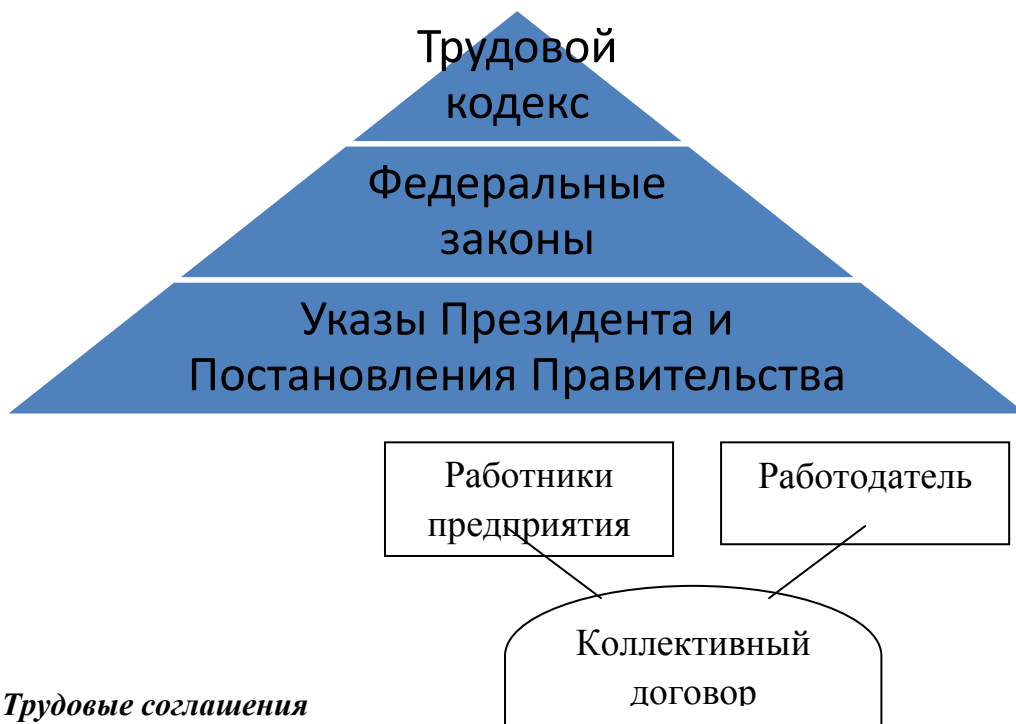 Трудовой
кодекс
Федеральные
законы
Указы Президента и
Постановления Правительства
Работники
предприятия
Работодатель
Коллективный
договор
Трудовые соглашения